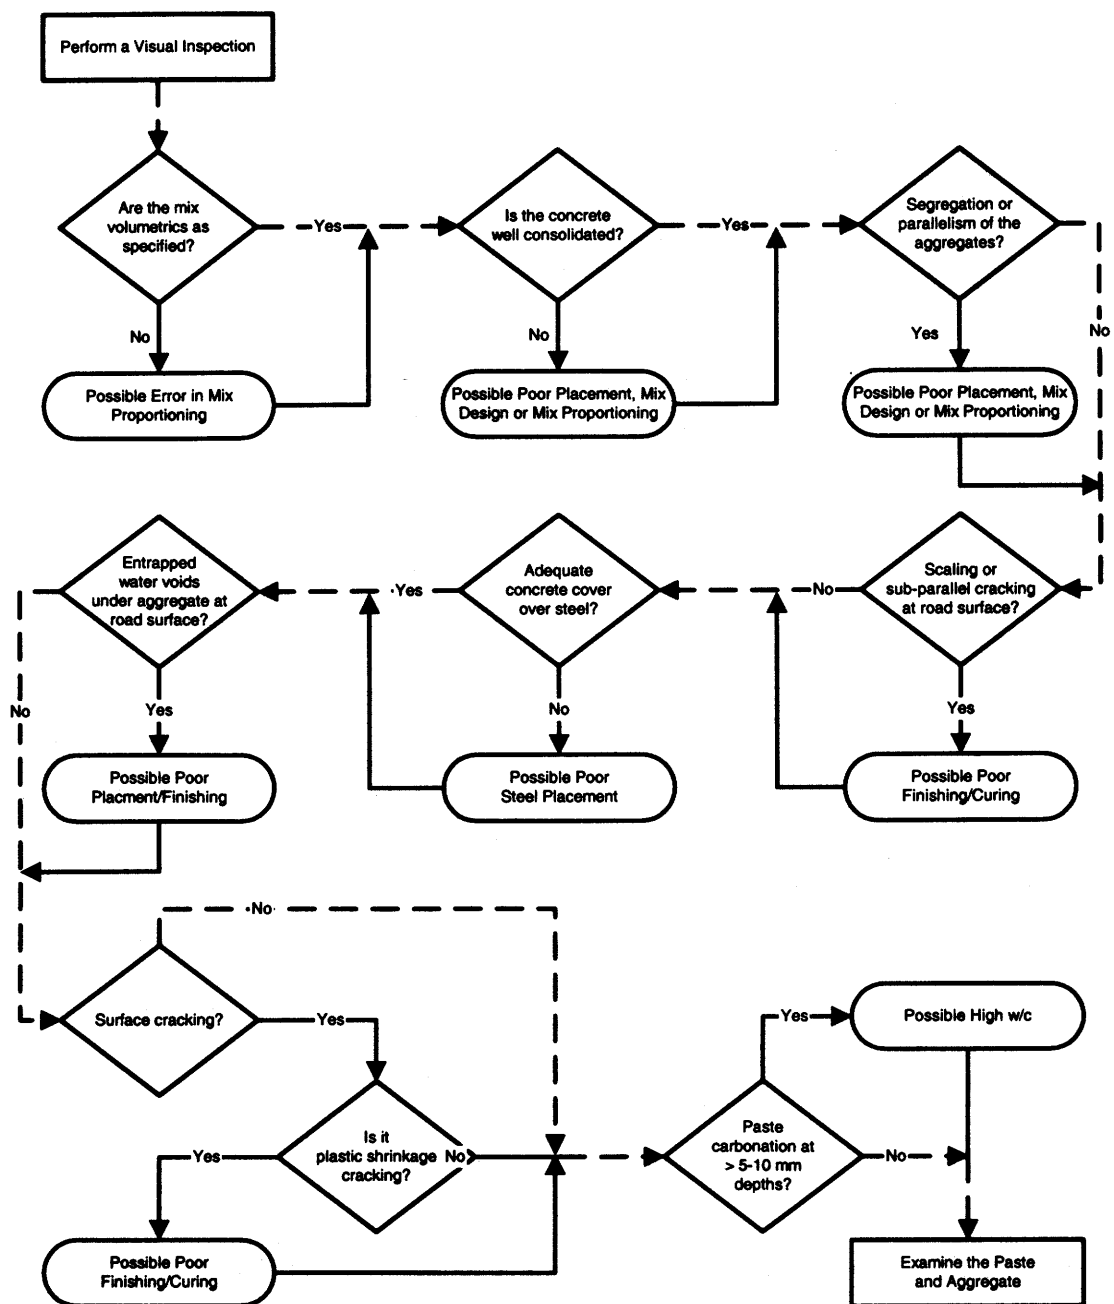 Perform a Visual Inspection
Are the mix
volumetrics as
specified?
Yes
No
Possible Error in Mix
Proportioning
Is the concrete
well consolidated?
Yes
No
Possible Poor Placement, Mix
Design or Mix Proportioning
Segregation or
parallelism of the
aggregates?
No
Yes
Possible Poor Placement, Mix
Design or Mix Proportioning
Scaling or
sub-parallel cracking
at road surface?
No
Yes
Possible Poor
Finishing/Curing
Adequate
concrete cover
over steel?
Yes
No
Possible Poor
Steel Placement
Entrapped
water voids
under aggregate at
road surface?
No
Yes
Possible Poor
Placment/Finishing
Surface cracking?
No
Yes
Is it
plastic shrinkage
cracking?
No
Yes
Possible Poor
Finishing/Curing
Paste
carbonation at
> 5-10 mm
depths?
Yes
No
Possible High w/c
Examine the Paste
and Aggregate